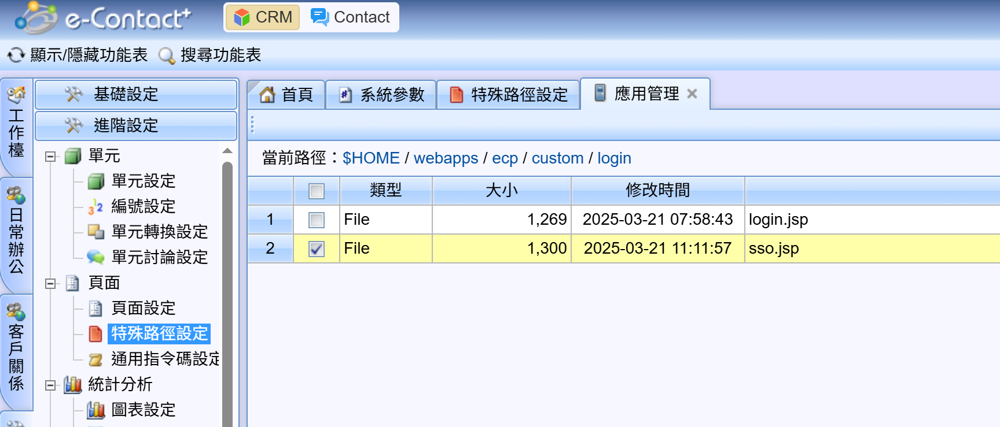 e-Contact+
CRM
Contact
顯示/隱藏功能表
搜尋功能表
工作檯
日常辦公
客戶關係
基礎設定
進階設定
單元
單元設定
編號設定
單元轉換設定
單元討論設定
頁面
頁面設定
特殊路徑設定
通用指令碼設定
統計分析
圖表設定
首頁
系統參數
特殊路徑設定
應用管理
當前路徑：$HOME / webapps / ecp / custom / login
類型 大小 修改時間
1 File 1,269 2025-03-21 07:58:43 login.jsp
2 File 1,300 2025-03-21 11:11:57 sso.jsp